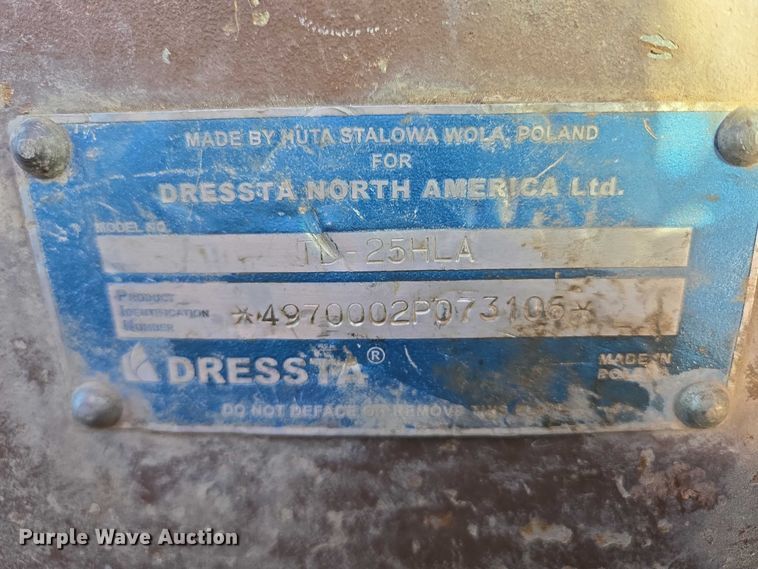 MADE BY HUTA STALOWA WOLA, POLAND
FOR
DRESSTA NORTH AMERICA Ltd.
MODEL NO.
TD-25HLA
PRODUCT
IDENTIFICATION
NUMBER
*4970002P073106*
DRESSTA®
MADE IN
DO NOT DEFACE OR REMOVE THIS
Purple Wave Auction®